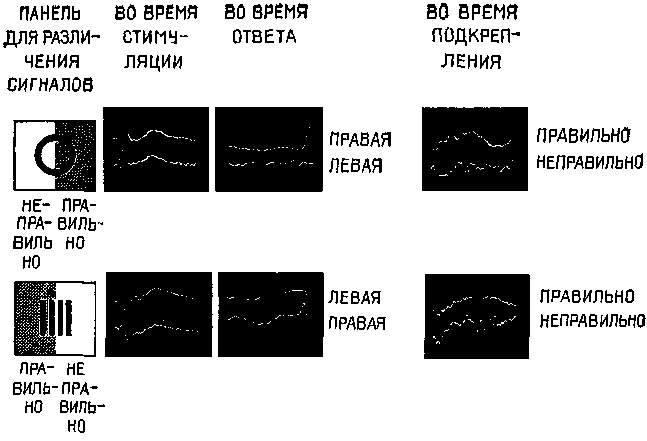 ПАНЕЛЬ
ДЛЯ РАЗЛИ-
ЧЕНИЯ
СИГНАЛОВ
ВО ВРЕМЯ
СТИМУ-
ЛЯЦИИ
ВО ВРЕМЯ
ОТВЕТА
ВО ВРЕМЯ
ПОДКРЕП-
ЛЕНИЯ
ПРАВАЯ
ЛЕВАЯ
ПРАВИЛЬНО
НЕПРАВИЛЬНО
НЕ-
ПРА-
ВИЛЬ
НО
ПРА-
ВИЛЬ-
НО
ЛЕВАЯ
ПРАВАЯ
ПРАВИЛЬНО
НЕПРАВИЛЬНО
ПРА-
ВИЛЬ-
НО
НЕ
ПРА-
ВИЛЬ-
НО